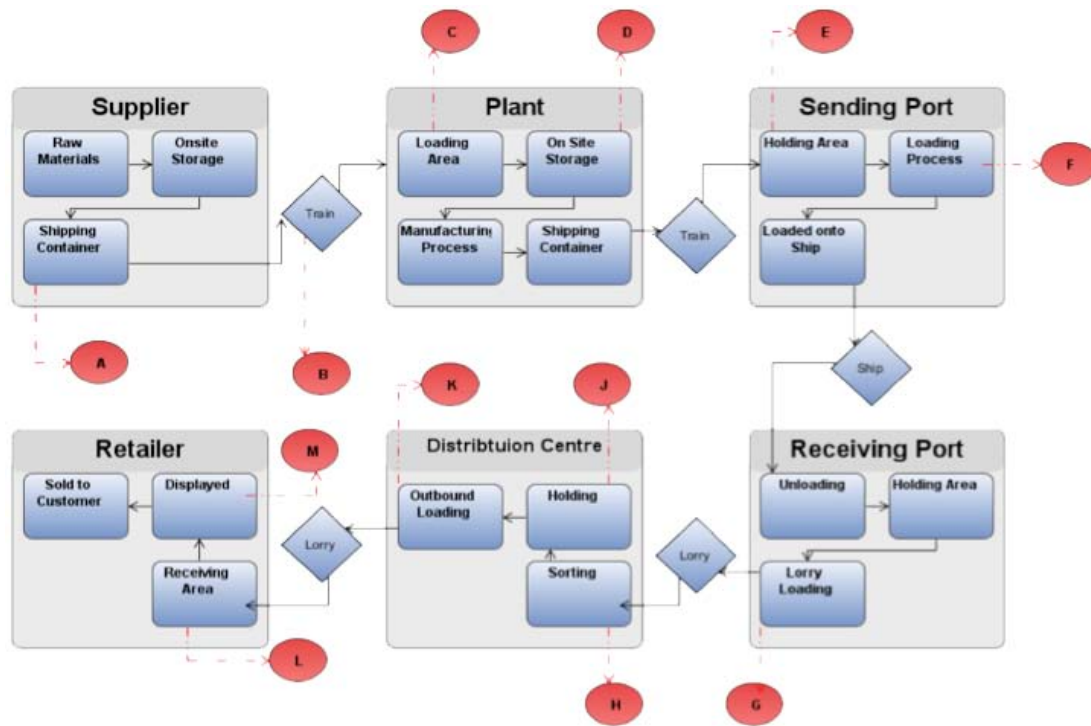 C
D
E
Supplier
Raw
Materials
Onsite
Storage
Shipping
Container
Train
Plant
Loading
Area
On Site
Storage
Manufacturing
Process
Shipping
Container
Train
Sending Port
Holding Area
Loading
Process
F
Loaded onto
Ship
A
B
K
J
Ship
Retailer
M
Sold to
Customer
Displayed
Receiving
Area
L
Lorry
Distribtuion Centre
Outbound
Loading
Holding
Sorting
H
Lorry
Receiving Port
Unloading
Holding Area
Lorry
Loading
G